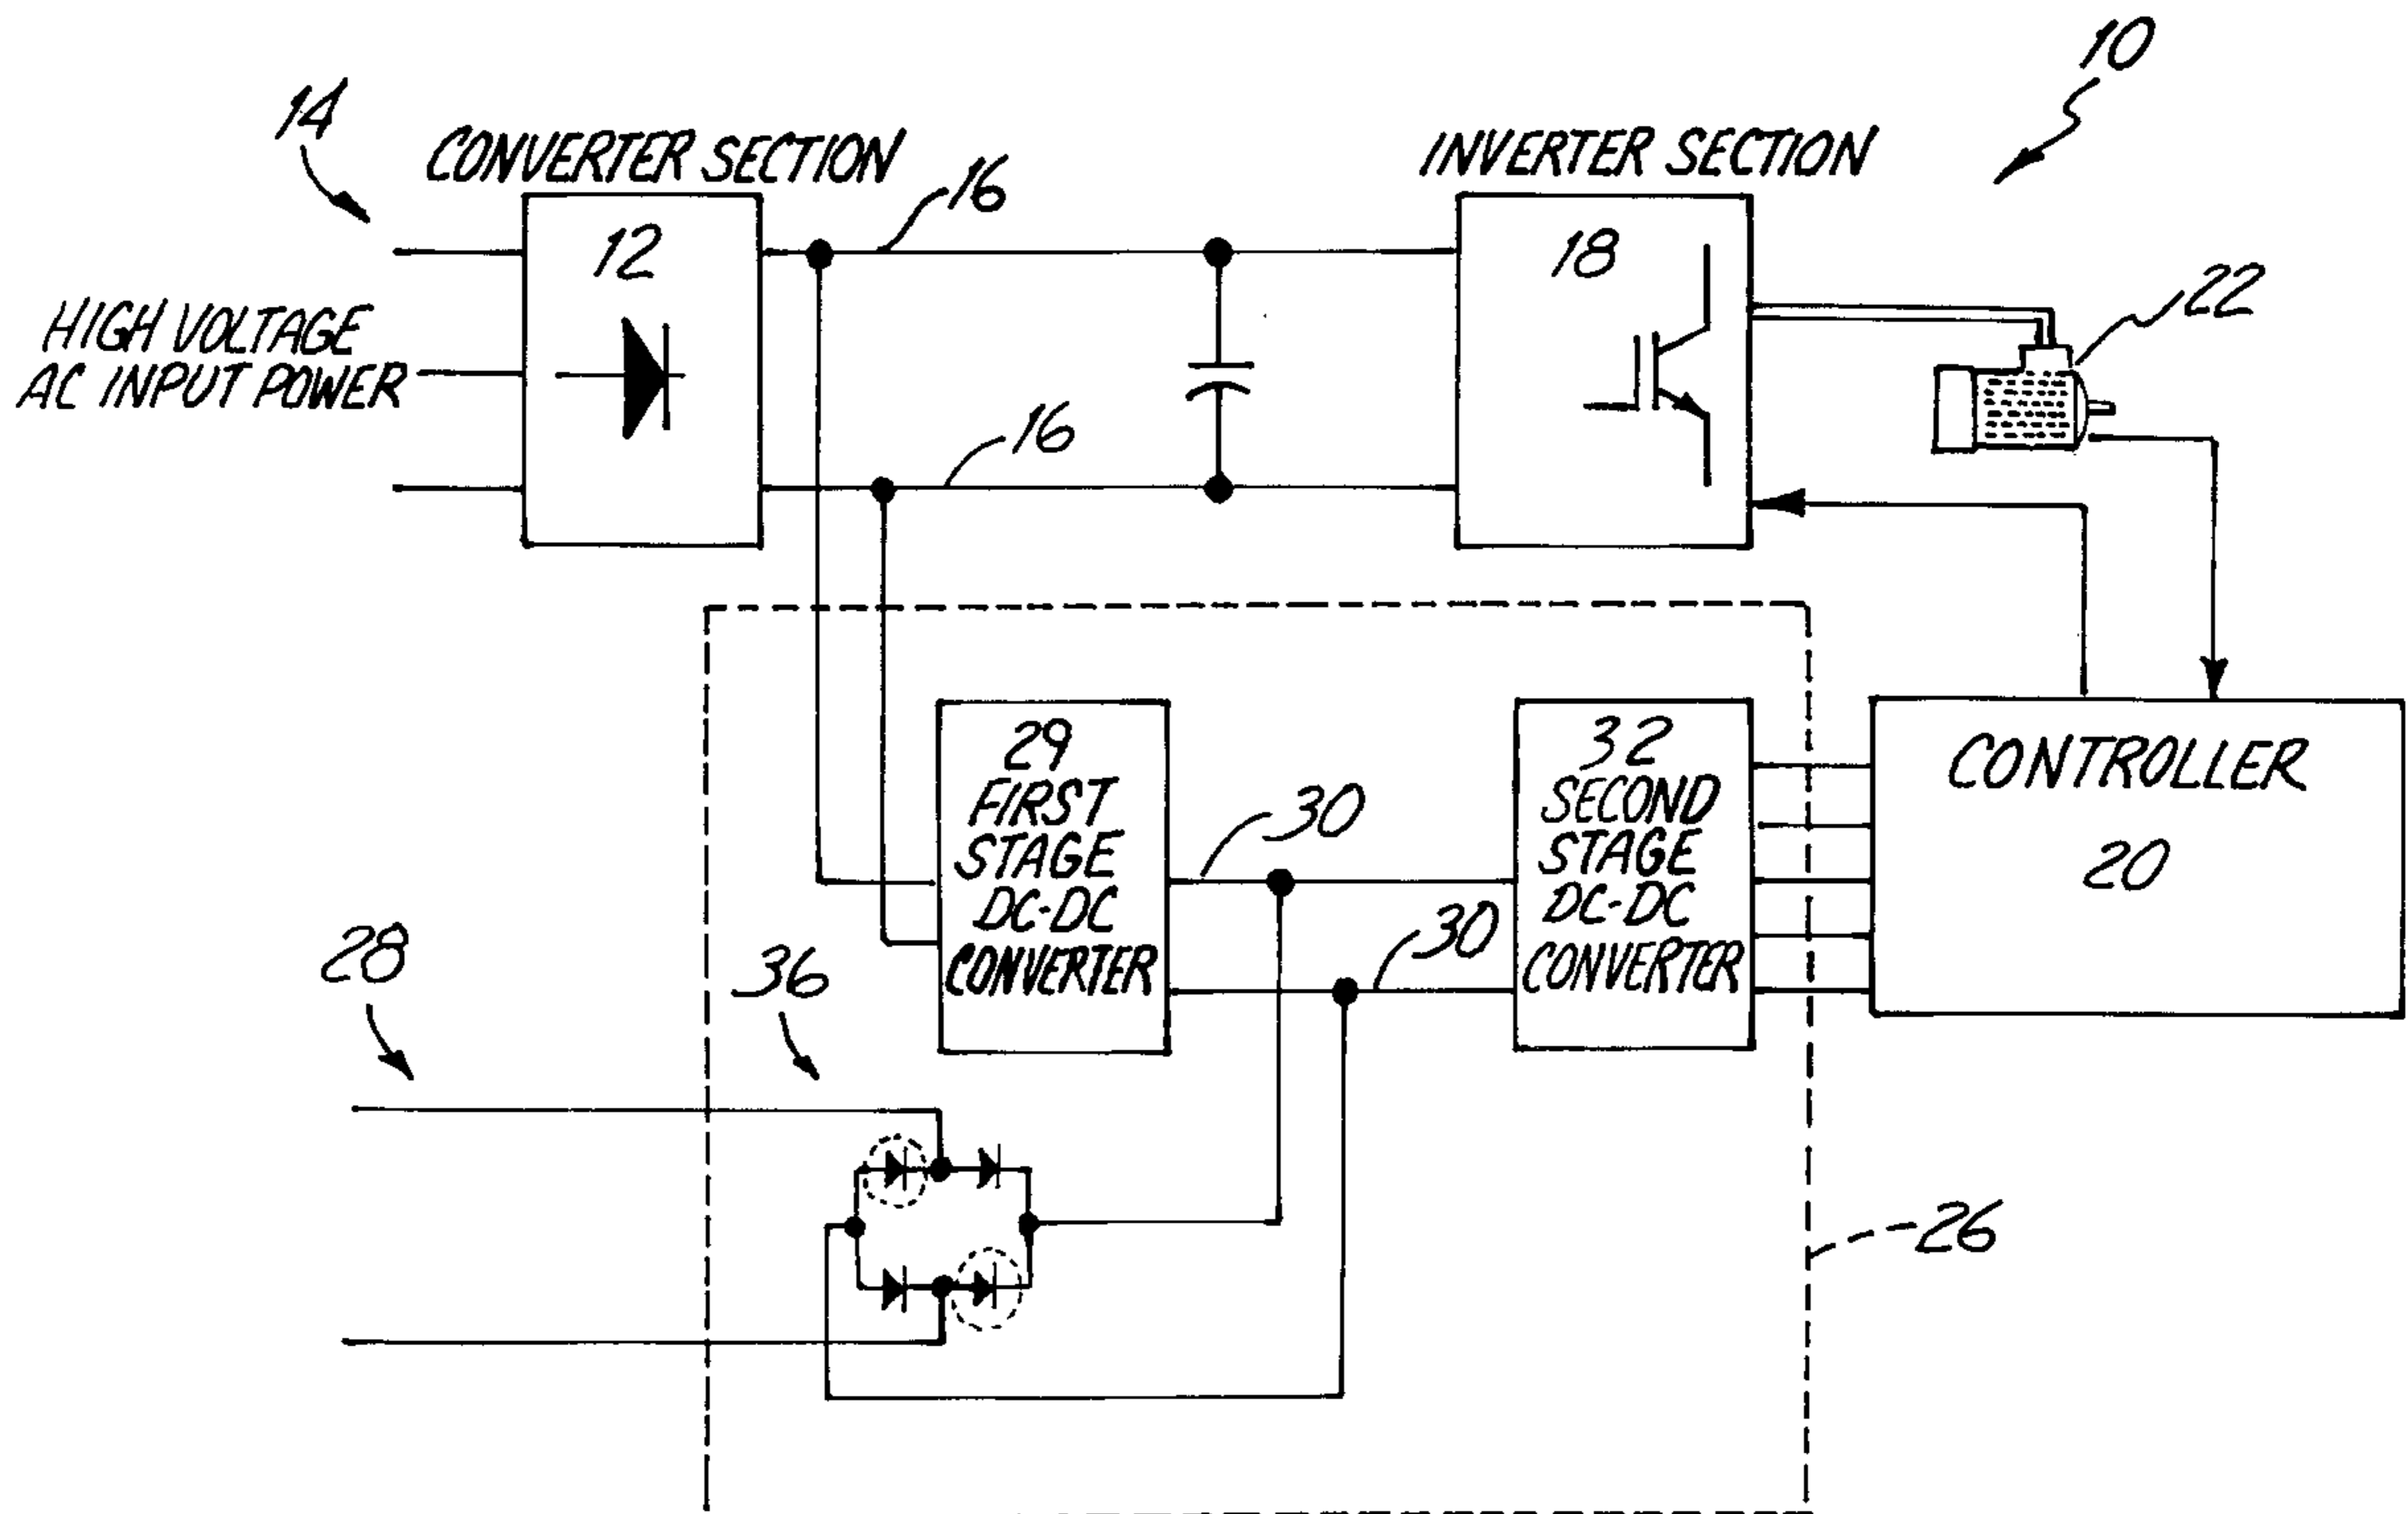 10
14
CONVERTER SECTION
INVERTER SECTION
16
12
18
22
HIGH VOLTAGE
AC INPUT POWER
16
29
FIRST
STAGE
DC-DC
CONVERTER
32
SECOND
STAGE
DC-DC
CONVERTER
CONTROLLER
20
30
30
28
36
26